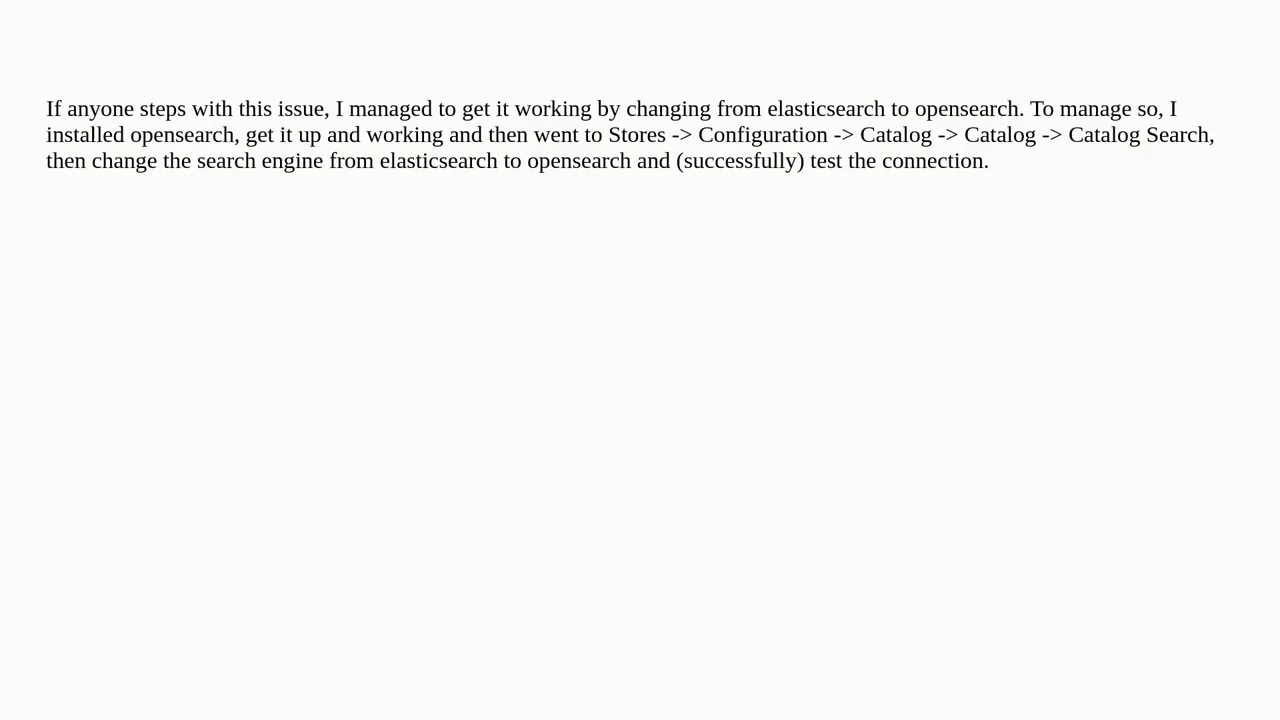 If anyone steps with this issue, I managed to get it working by changing from elasticsearch to opensearch. To manage so, I
installed opensearch, get it up and working and then went to Stores -> Configuration -> Catalog -> Catalog -> Catalog Search,
then change the search engine from elasticsearch to opensearch and (successfully) test the connection.